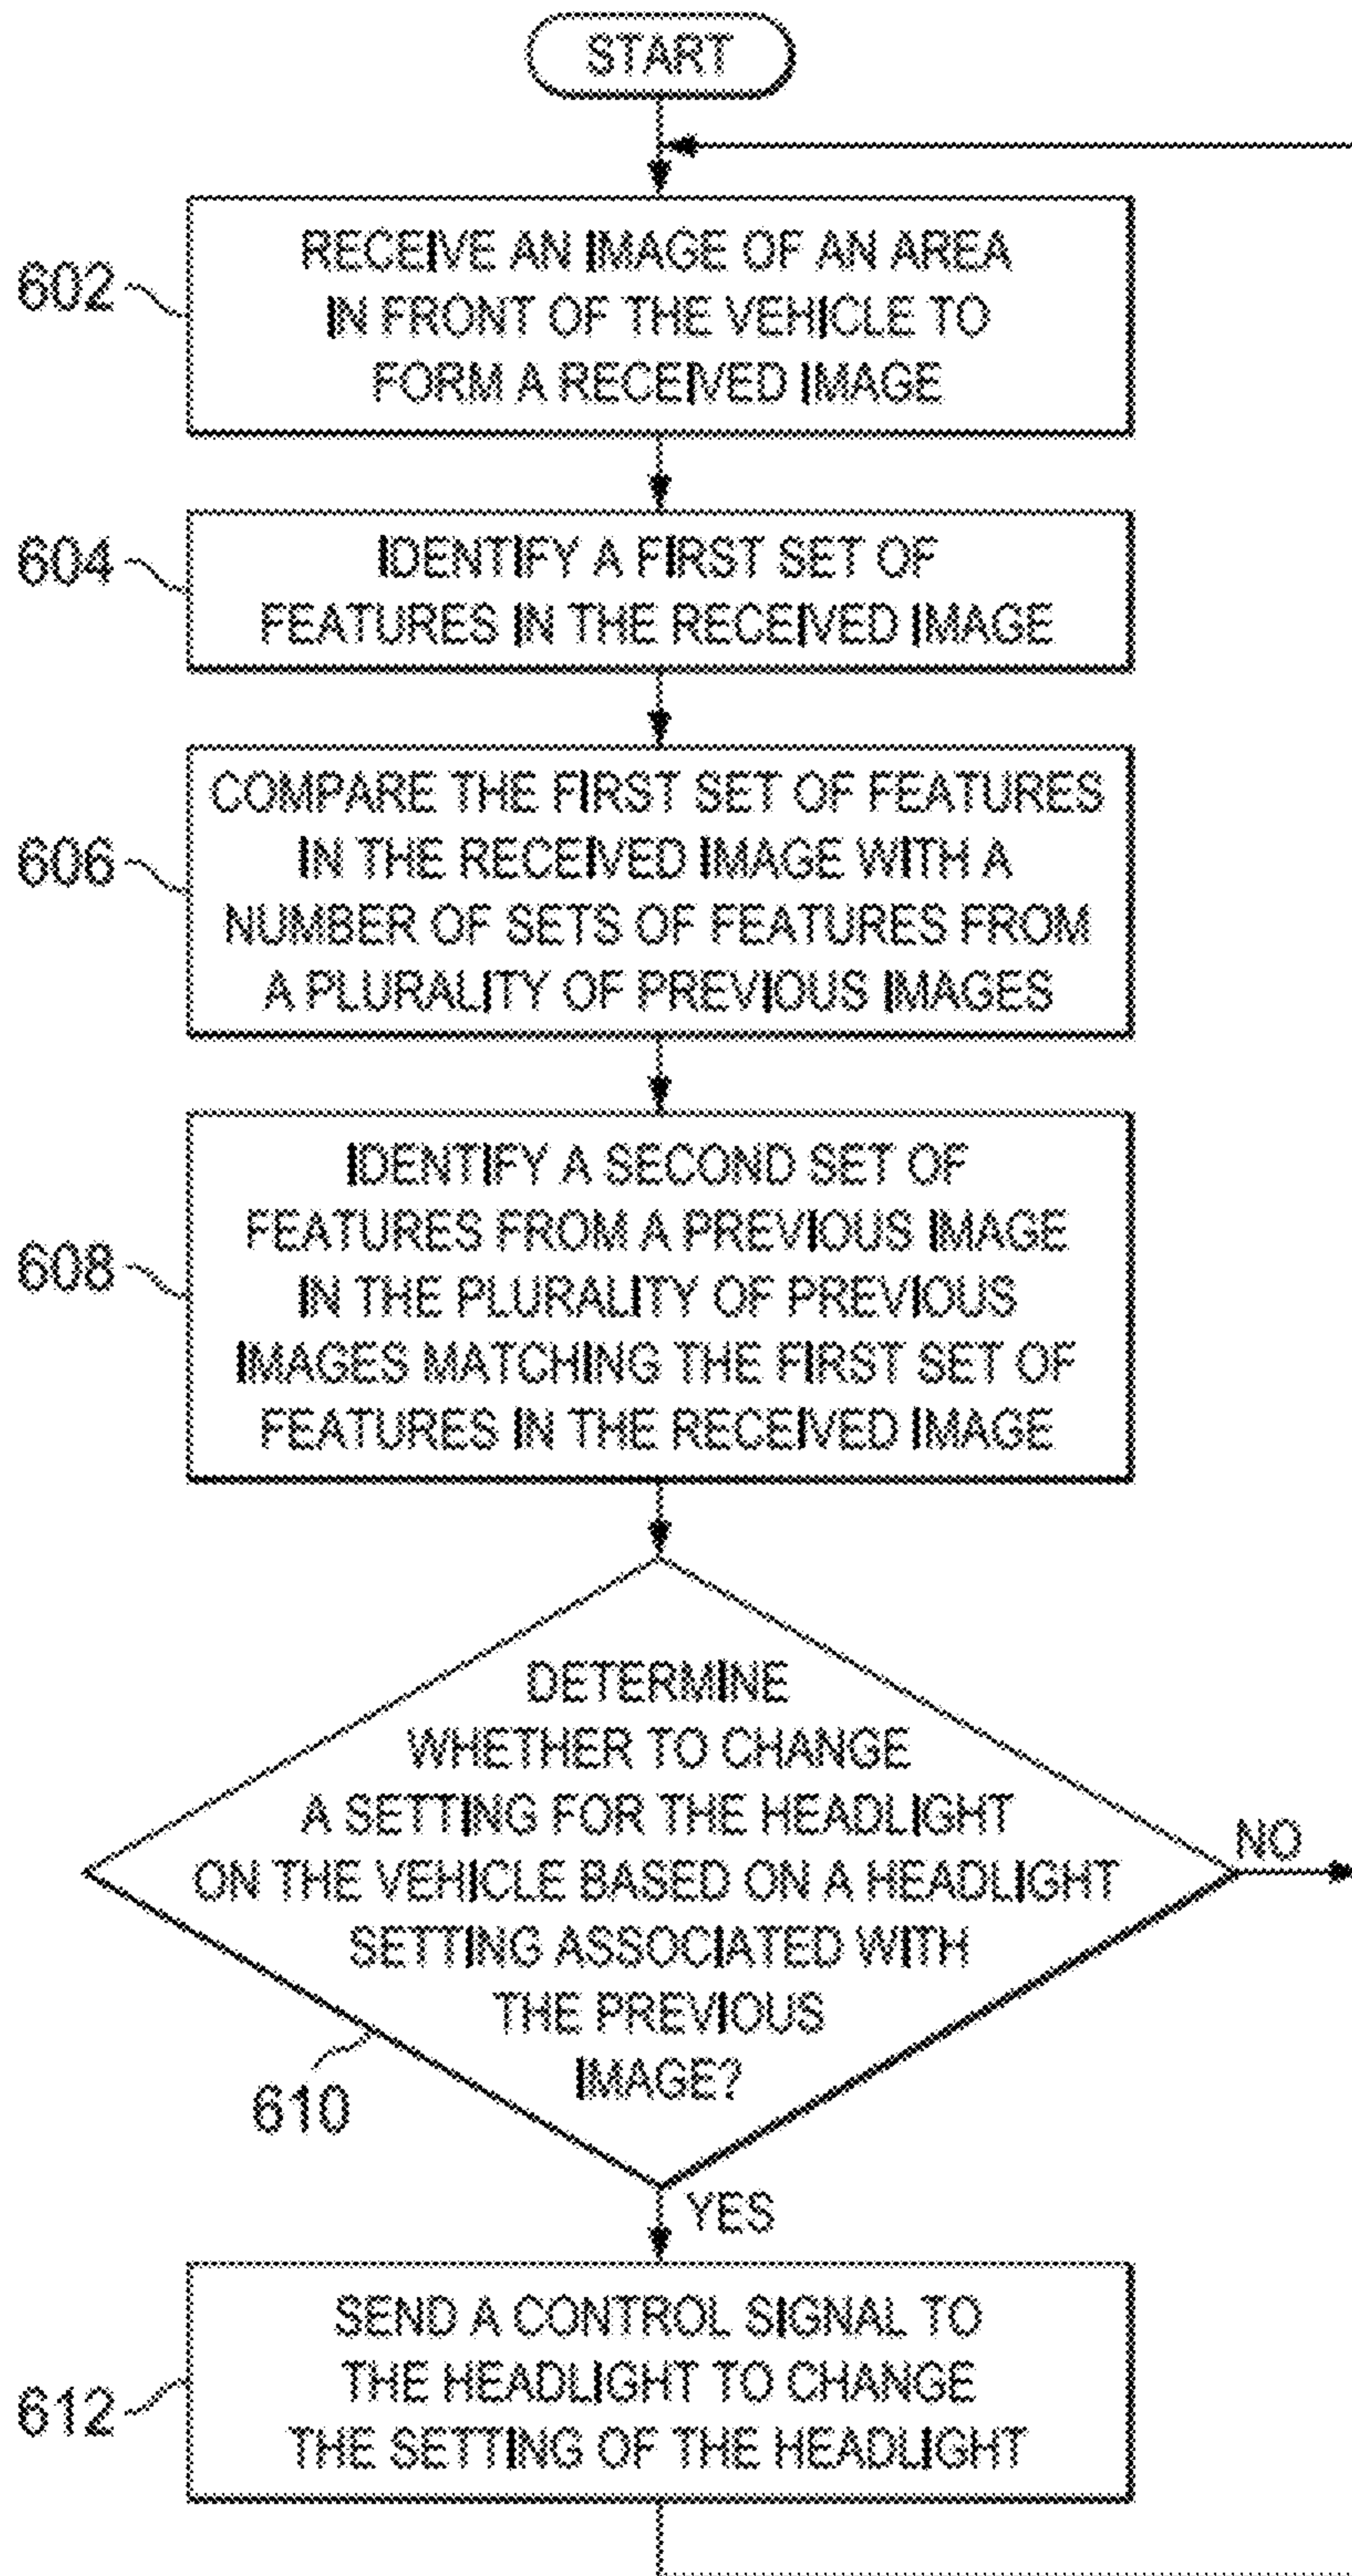 START
602
RECEIVE AN IMAGE OF AN AREA
IN FRONT OF THE VEHICLE TO
FORM A RECEIVED IMAGE
604
IDENTIFY A FIRST SET OF
FEATURES IN THE RECEIVED IMAGE
606
COMPARE THE FIRST SET OF FEATURES
IN THE RECEIVED IMAGE WITH A
NUMBER OF SETS OF FEATURES FROM
A PLURALITY OF PREVIOUS IMAGES
608
IDENTIFY A SECOND SET OF
FEATURES FROM A PREVIOUS IMAGE
IN THE PLURALITY OF PREVIOUS
IMAGES MATCHING THE FIRST SET OF
FEATURES IN THE RECEIVED IMAGE
DETERMINE
WHETHER TO CHANGE
A SETTING FOR THE HEADLIGHT
ON THE VEHICLE BASED ON A HEADLIGHT
SETTING ASSOCIATED WITH
THE PREVIOUS
IMAGE?
NO
610
YES
612
SEND A CONTROL SIGNAL TO
THE HEADLIGHT TO CHANGE
THE SETTING OF THE HEADLIGHT